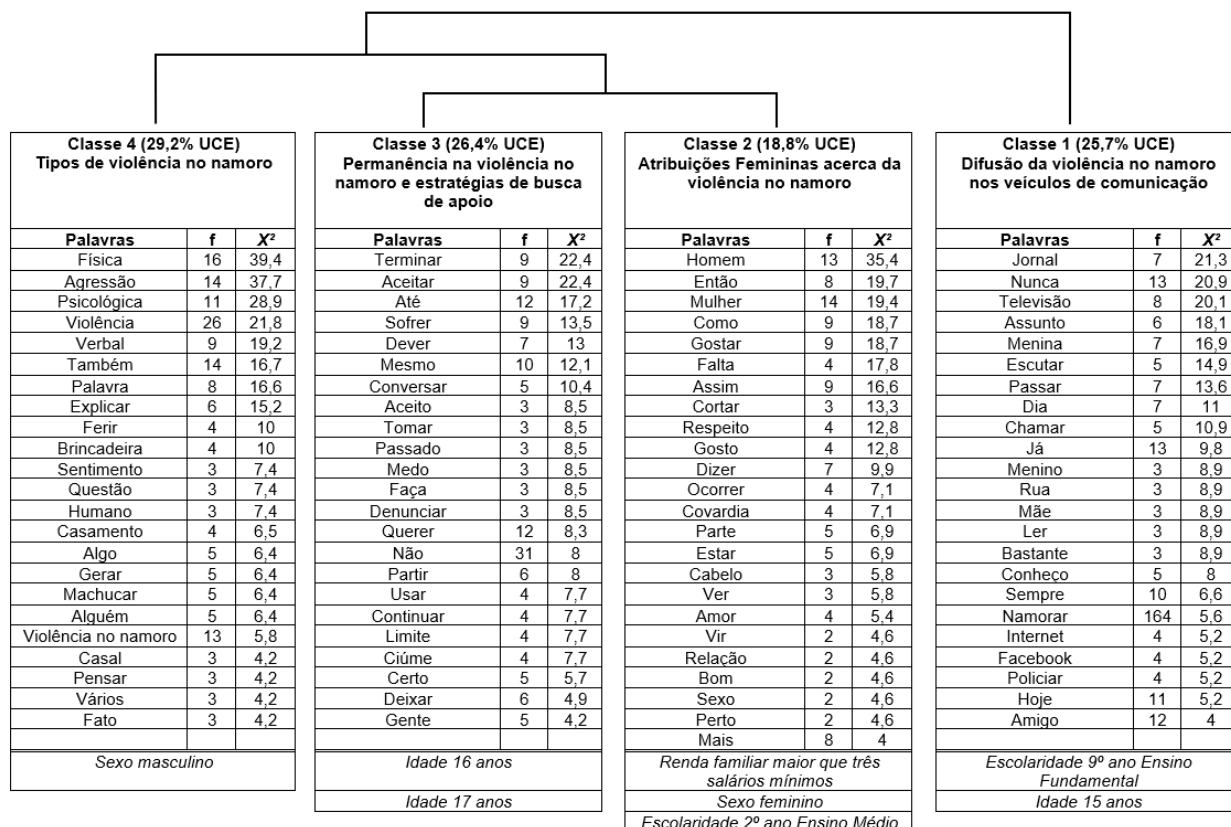 Classe 4 (29,2% UCE)
Tipos de violência no namoro
Palavras f X²
Física 16 39,4
Agressão 14 37,7
Psicológica 11 28,9
Violência 26 21,8
Verbal 9 19,2
Também 14 16,7
Palavra 8 16,6
Explicar 6 15,2
Ferir 4 10
Brincadeira 4 10
Sentimento 3 7,4
Questão 3 7,4
Humano 3 7,4
Casamento 4 6,5
Algo 5 6,4
Gerar 5 6,4
Machucar 5 6,4
Alguém 5 6,4
Violência no namoro 13 5,8
Casal 3 4,2
Pensar 3 4,2
Vários 3 4,2
Fato 3 4,2
Sexo masculino
Classe 3 (26,4% UCE)
Permanência na violência no
namoro e estratégias de busca
de apoio
Palavras f X²
Terminar 9 22,4
Aceitar 9 22,4
Até 12 17,2
Sofrer 9 13,5
Dever 7 13
Mesmo 10 12,1
Conversar 5 10,4
Aceito 3 8,5
Tomar 3 8,5
Passado 3 8,5
Medo 3 8,5
Faça 3 8,5
Denunciar 3 8,5
Querer 12 8,3
Não 31 8
Partir 6 8
Usar 4 7,7
Continuar 4 7,7
Limite 4 7,7
Ciúme 4 7,7
Certo 5 5,7
Deixar 6 4,9
Gente 5 4,2
Idade 16 anos
Idade 17 anos
Classe 2 (18,8% UCE)
Atribuições Femininas acerca da
violência no namoro
Palavras f X²
Homem 13 35,4
Então 8 19,7
Mulher 14 19,4
Como 9 18,7
Gostar 9 18,7
Falta 4 17,8
Assim 9 16,6
Cortar 3 13,3
Respeito 4 12,8
Gosto 4 12,8
Dizer 7 9,9
Ocorrer 4 7,1
Covardia 4 7,1
Parte 5 6,9
Estar 5 6,9
Cabelo 3 5,8
Ver 3 5,8
Amor 4 5,4
Vir 2 4,6
Relação 2 4,6
Bom 2 4,6
Sexo 2 4,6
Perto 2 4,6
Mais 8 4
Renda familiar maior que três
salários mínimos
Sexo feminino
Escolaridade 2º ano Ensino Médio
Classe 1 (25,7% UCE)
Difusão da violência no namoro
nos veículos de comunicação
Palavras f X²
Jornal 7 21,3
Nunca 13 20,9
Televisão 8 20,1
Assunto 6 18,1
Menina 7 16,9
Escutar 5 14,9
Passar 7 13,6
Dia 7 11
Chamar 5 10,9
Já 13 9,8
Menino 3 8,9
Rua 3 8,9
Mãe 3 8,9
Ler 3 8,9
Bastante 3 8,9
Conheço 5 8
Sempre 10 6,6
Namorar 164 5,6
Internet 4 5,2
Facebook 4 5,2
Policiar 4 5,2
Hoje 11 5,2
Amigo 12 4
Escolaridade 9º ano Ensino
Fundamental
Idade 15 anos